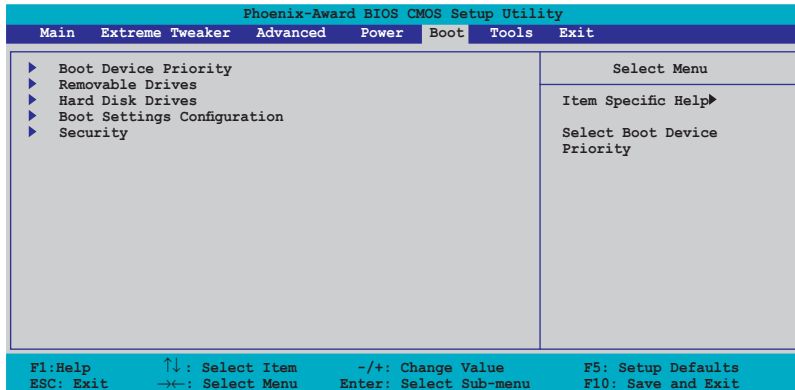 Phoenix-Award BIOS CMOS Setup Utility
Main Extreme Tweaker Advanced Power Boot Tools Exit
Boot Device Priority
Removable Drives
Hard Disk Drives
Boot Settings Configuration
Security
Select Menu
Item Specific Help
Select Boot Device
Priority
F1:Help ↑↓: Select Item -/+: Change Value F5: Setup Defaults
ESC: Exit →←: Select Menu Enter: Select Sub-menu F10: Save and Exit